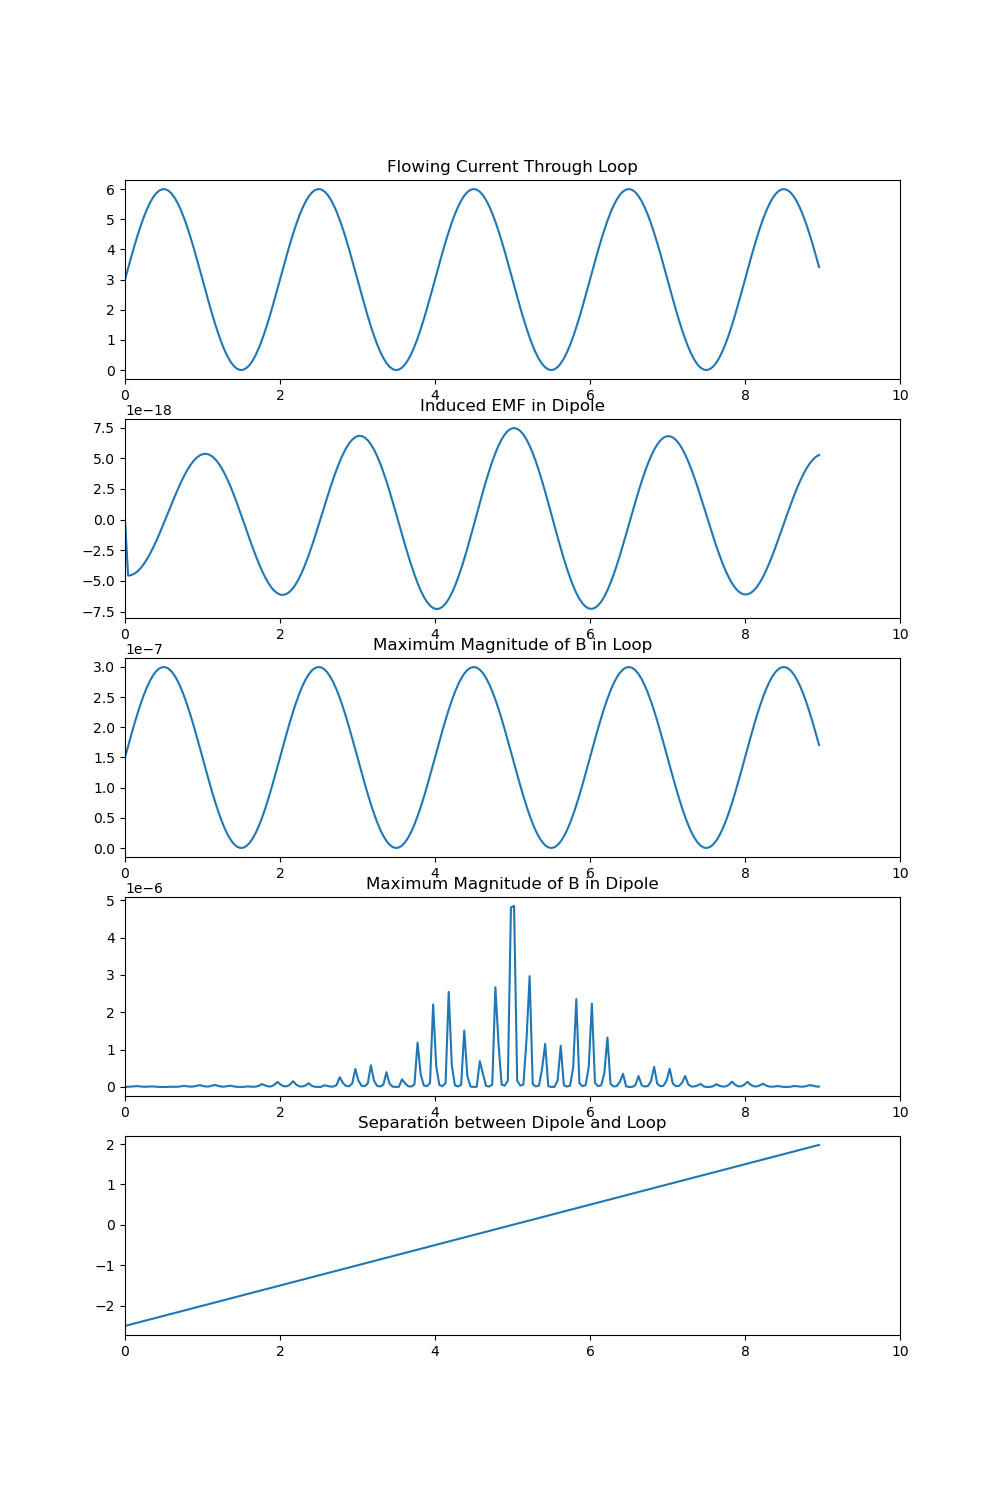 Flowing Current Through Loop
6
5
4
3
2
1
0
0 2 4 6 8 10
1e−18
Induced EMF in Dipole
7.5
5.0
2.5
0.0
−2.5
−5.0
−7.5
0 2 4 6 8 10
1e−7
Maximum Magnitude of B in Loop
3.0
2.5
2.0
1.5
1.0
0.5
0.0
0 2 4 6 8 10
1e−6
Maximum Magnitude of B in Dipole
5
4
3
2
1
0
0 2 4 6 8 10
Separation between Dipole and Loop
2
1
0
−1
−2
0 2 4 6 8 10